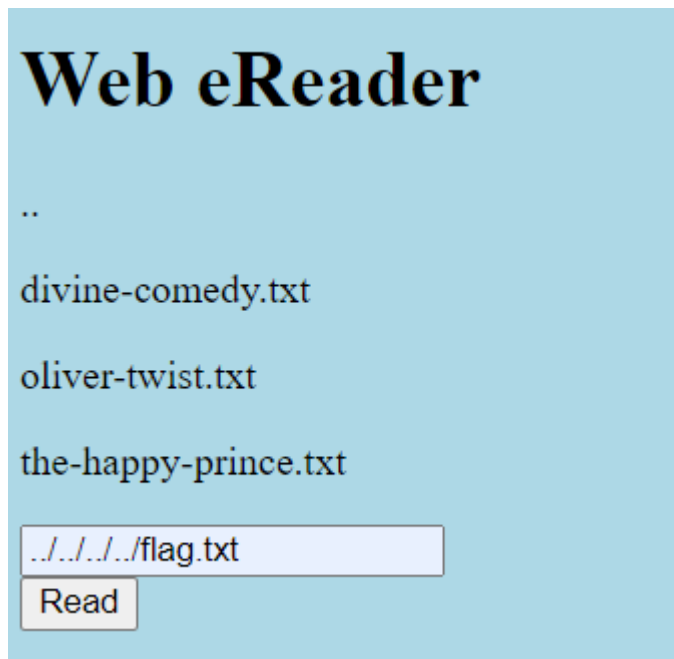 Web eReader
..
divine-comedy.txt
oliver-twist.txt
the-happy-prince.txt
../../../../flag.txt
Read